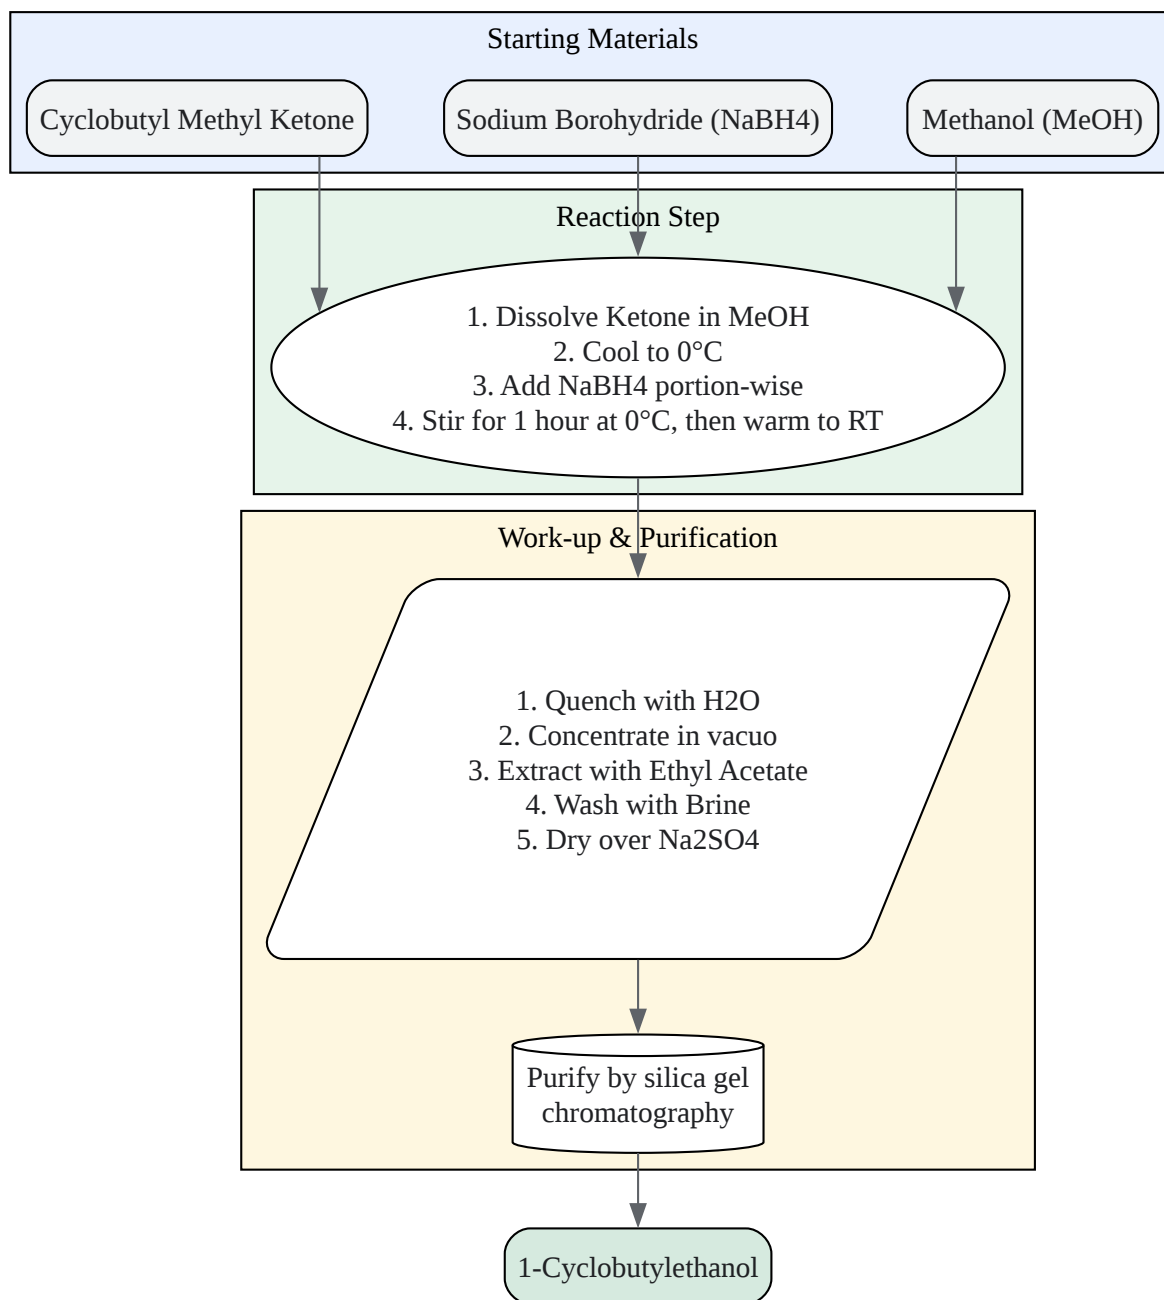 Starting Materials
Cyclobutyl Methyl Ketone
Sodium Borohydride (NaBH4)
Methanol (MeOH)
Reaction Step
1. Dissolve Ketone in MeOH
2. Cool to 0°C
3. Add NaBH4 portion-wise
4. Stir for 1 hour at 0°C, then warm to RT
Work-up & Purification
1. Quench with H2O
2. Concentrate in vacuo
3. Extract with Ethyl Acetate
4. Wash with Brine
5. Dry over Na2SO4
Purify by silica gel
chromatography
1-Cyclobutylethanol